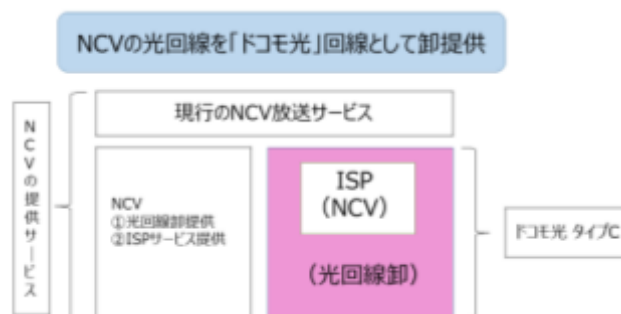 NCVの光回線を「ドコモ光」回線として卸提供
NCVの提供サービス
現行のNCV放送サービス
NCV
①光回線卸提供
②ISPサービス提供
ISP
（NCV）
（光回線卸）
ドコモ光 タイプC